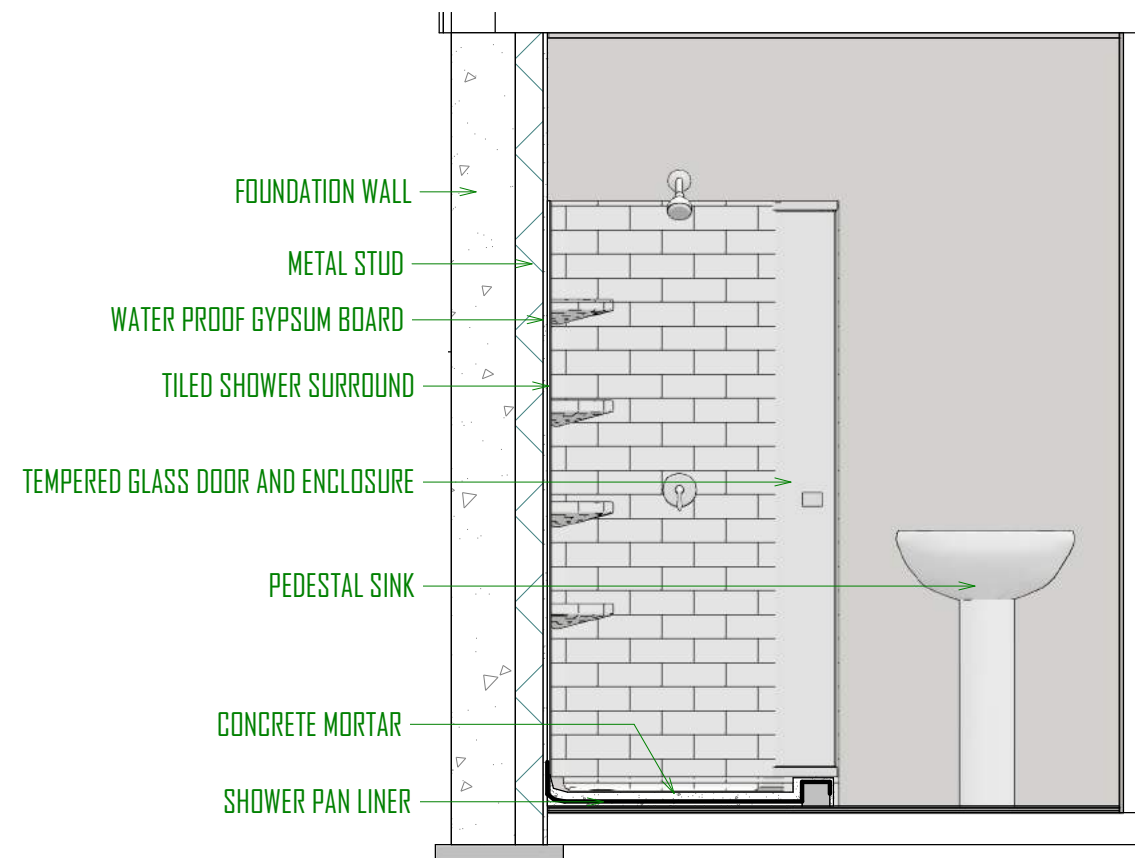 FOUNDATION WALL
METAL STUD
WATER PROOF GYPSUM BOARD
TILED SHOWER SURROUND
TEMPERED GLASS DOOR AND ENCLOSURE
PEDESTAL SINK
CONCRETE MORTAR
SHOWER PAN LINER